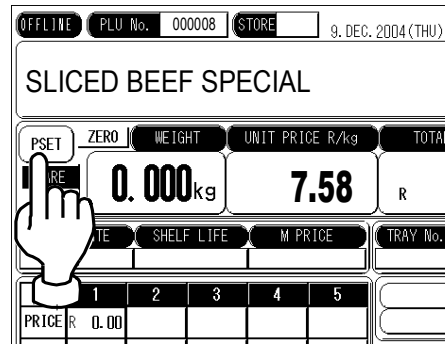 OFFLINE PLU No. 000008 STORE 9. DEC. 2004 (THU)
SLICED BEEF SPECIAL
PSET ZERO WEIGHT UNIT PRICE R/kg TOTA
ARE 0.000kg 7.58 R
TE SHELF LIFE M PRICE TRAY No.
1 2 3 4 5
PRICE R 0.00